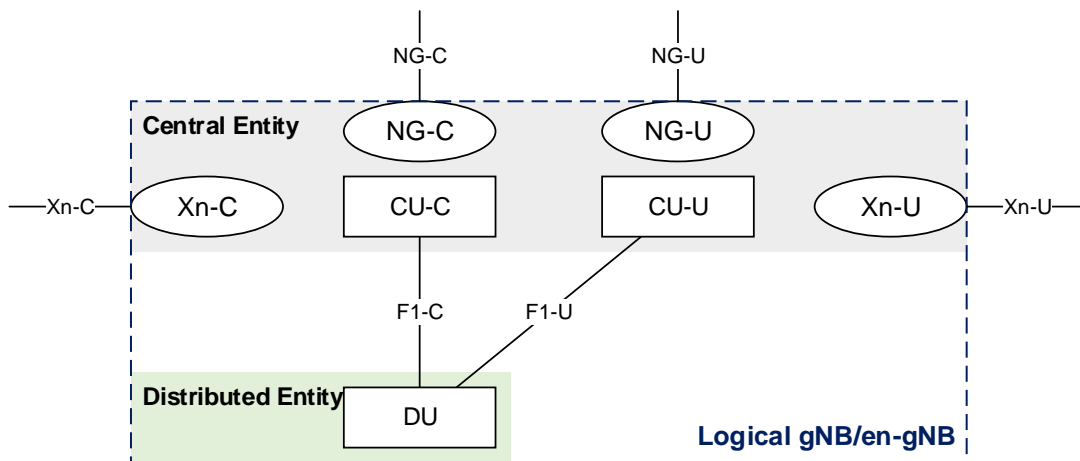 NG-C
NG-U
Central Entity
NG-C
NG-U
Xn-C
Xn-C
CU-C
CU-U
Xn-U
Xn-U
F1-C
F1-U
Distributed Entity
DU
Logical gNB/en-gNB